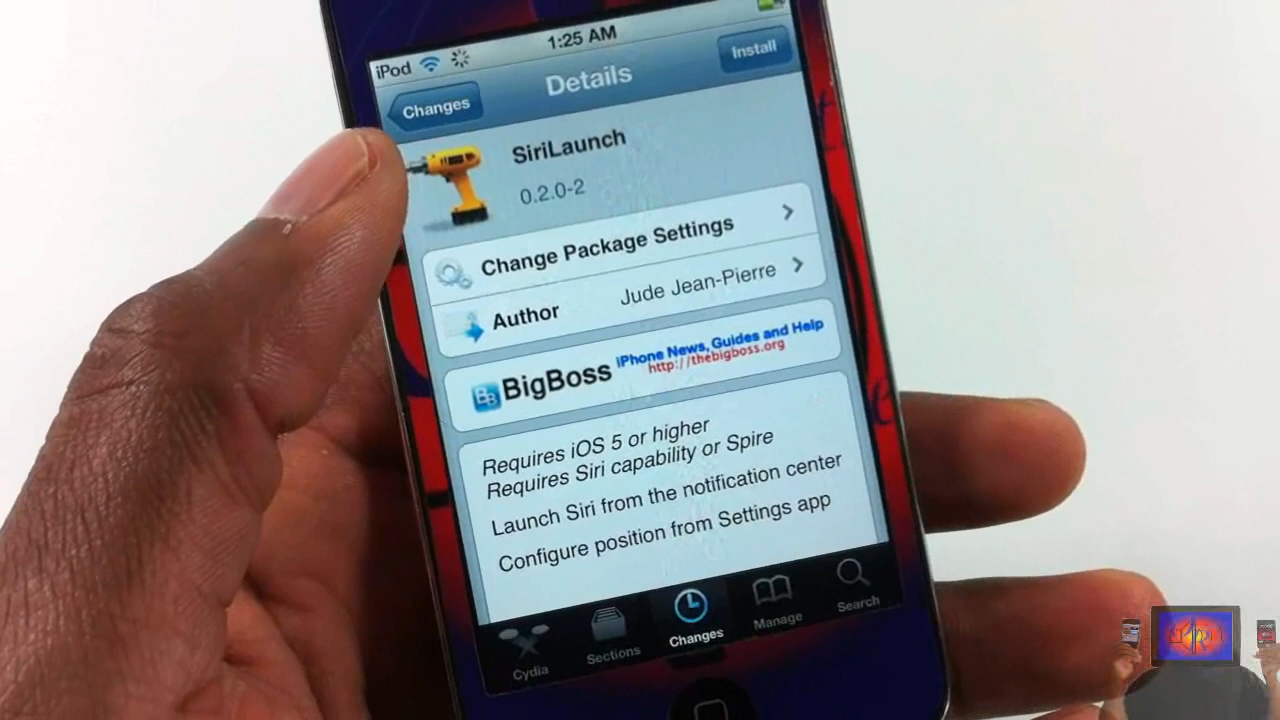 iPod 1:25 AM
Changes Details Install
SiriLaunch
0.2.0-2
Change Package Settings
Author Jude Jean-Pierre
BigBoss iPhone News, Guides and Help
http://thebigboss.org
Requires iOS 5 or higher
Requires Siri capability or Spire
Launch Siri from the notification center
Configure position from Settings app
Cydia Sections Changes Manage Search